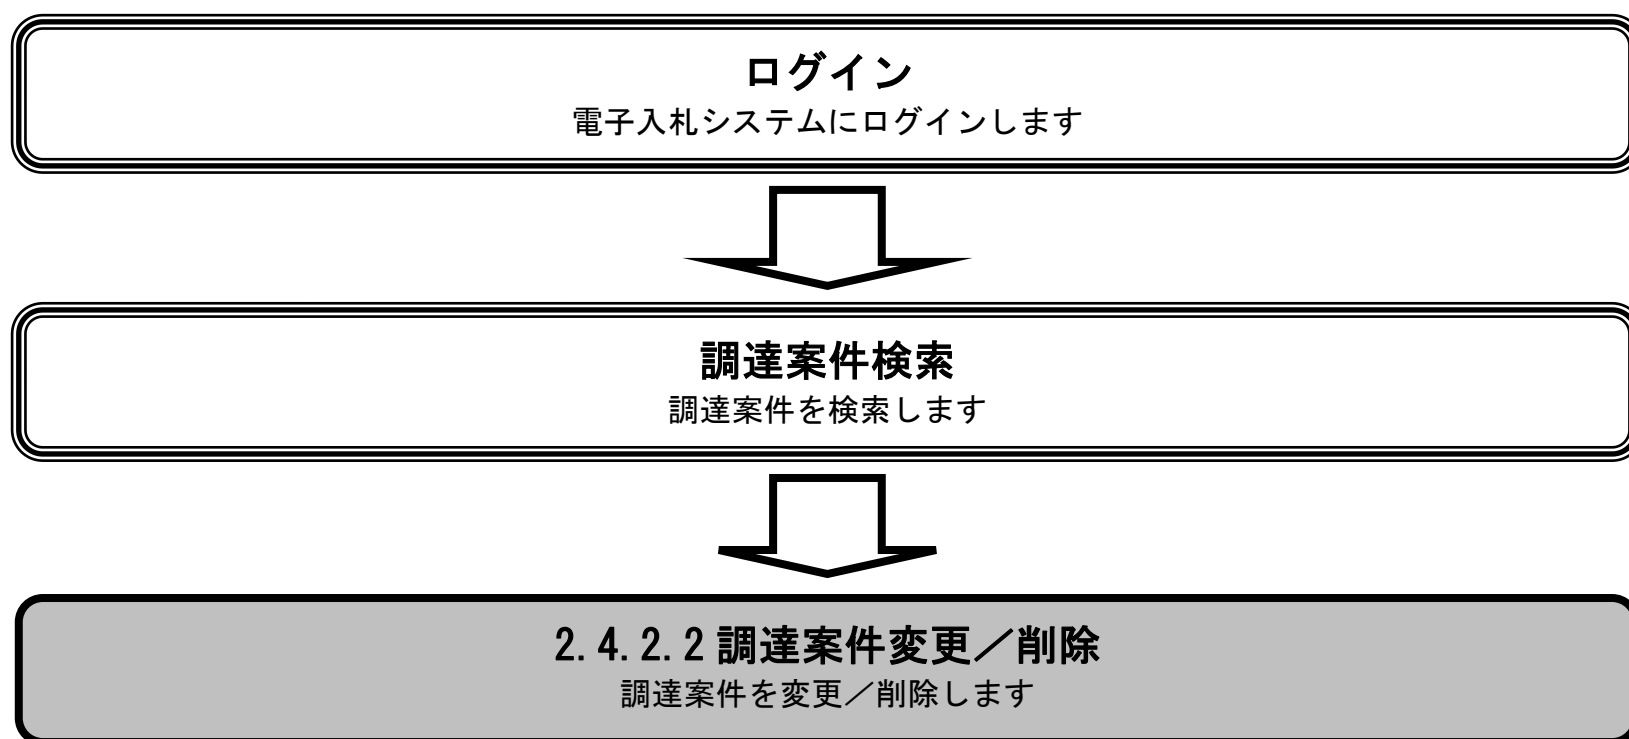 ログイン
電子入札システムにログインします
調達案件検索
調達案件を検索します
2.4.2.2調達案件変更／削除
調達案件を変更／削除します